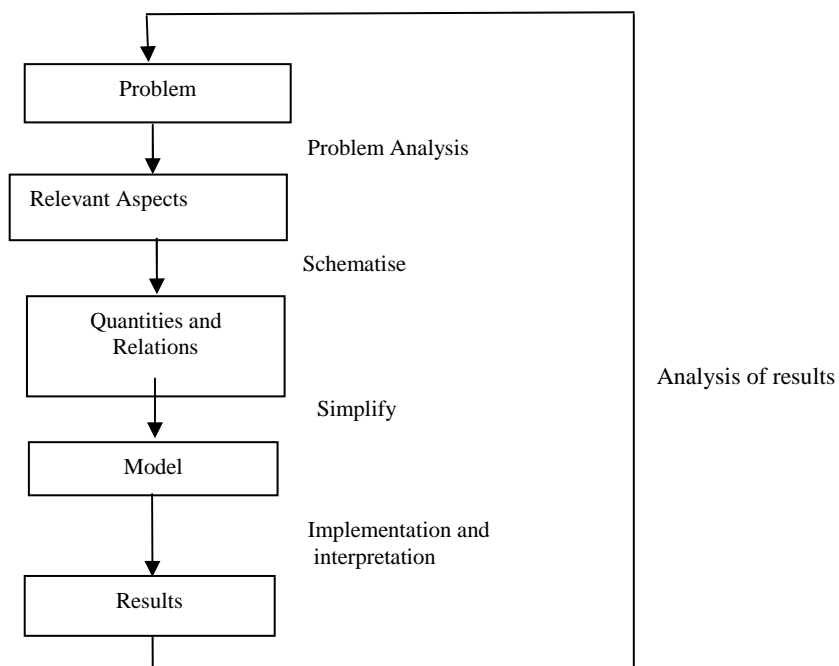 Problem
Problem Analysis
Relevant Aspects
Schematise
Quantities and
Relations
Analysis of results
Simplify
Model
Implementation and
interpretation
Results